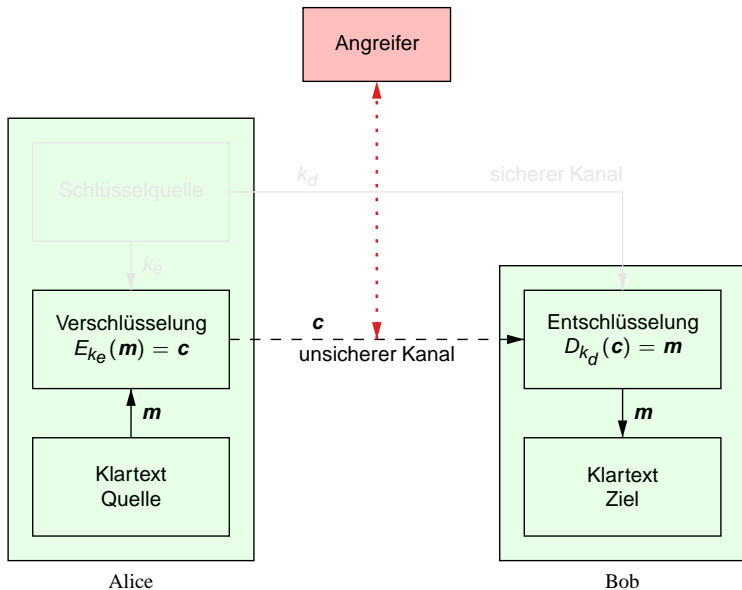 Angreifer
Schlüsselquelle
k_d
sicherer Kanal
k_e
Verschlüsselung
E_{k_e}(m) = c
c
unsicherer Kanal
Entschlüsselung
D_{k_d}(c) = m
m
m
Klartext
Quelle
Klartext
Ziel
Alice
Bob